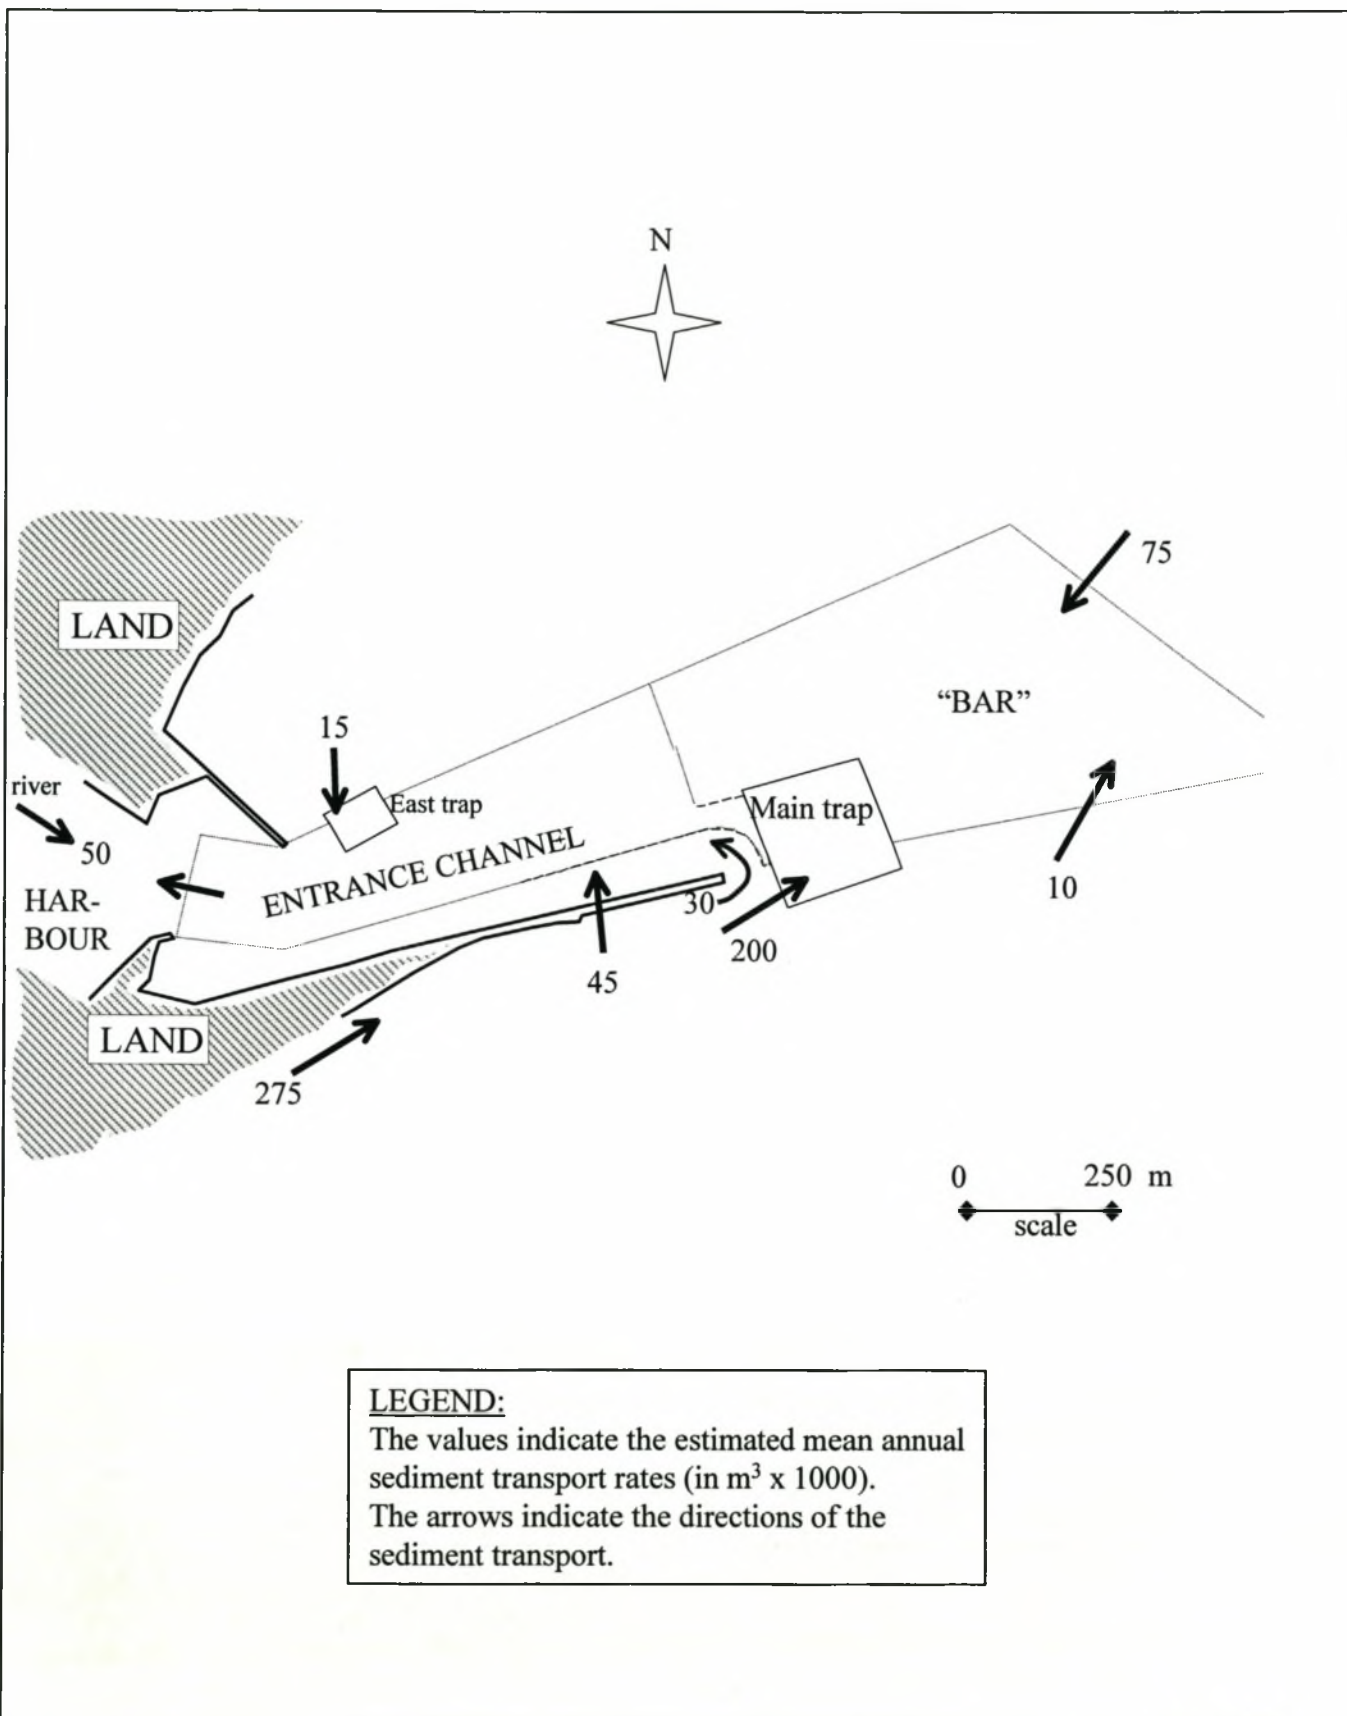 N
75
LAND
"BAR"
15
river
East trap
Main trap
50
ENTRANCE CHANNEL
HAR-
BOUR
30
10
200
45
LAND
275
0 250 m
scale
LEGEND:
The values indicate the estimated mean annual
sediment transport rates (in m³ x 1000).
The arrows indicate the directions of the
sediment transport.